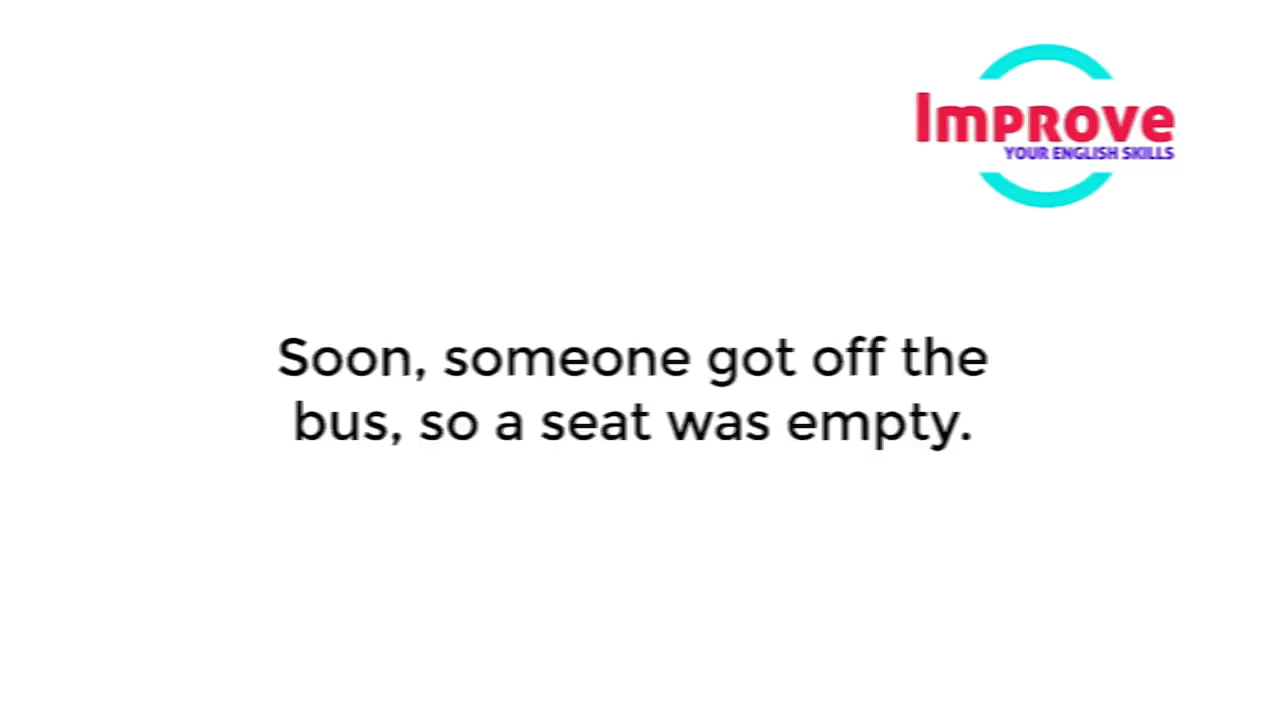 Improve
YOUR ENGLISH SKILLS
Soon, someone got off the
bus, so a seat was empty.